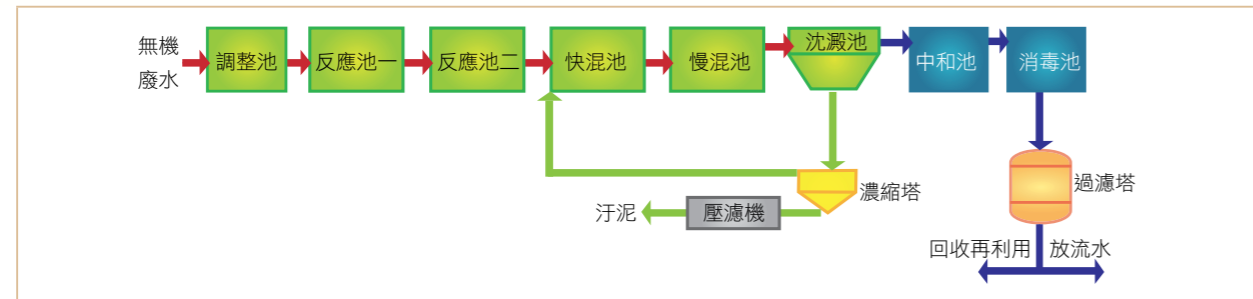 無機
廢水
調整池
反應池一
反應池二
快混池
慢混池
沈澱池
中和池
消毒池
濃縮塔
過濾塔
汙泥
壓濾機
回收再利用
放流水